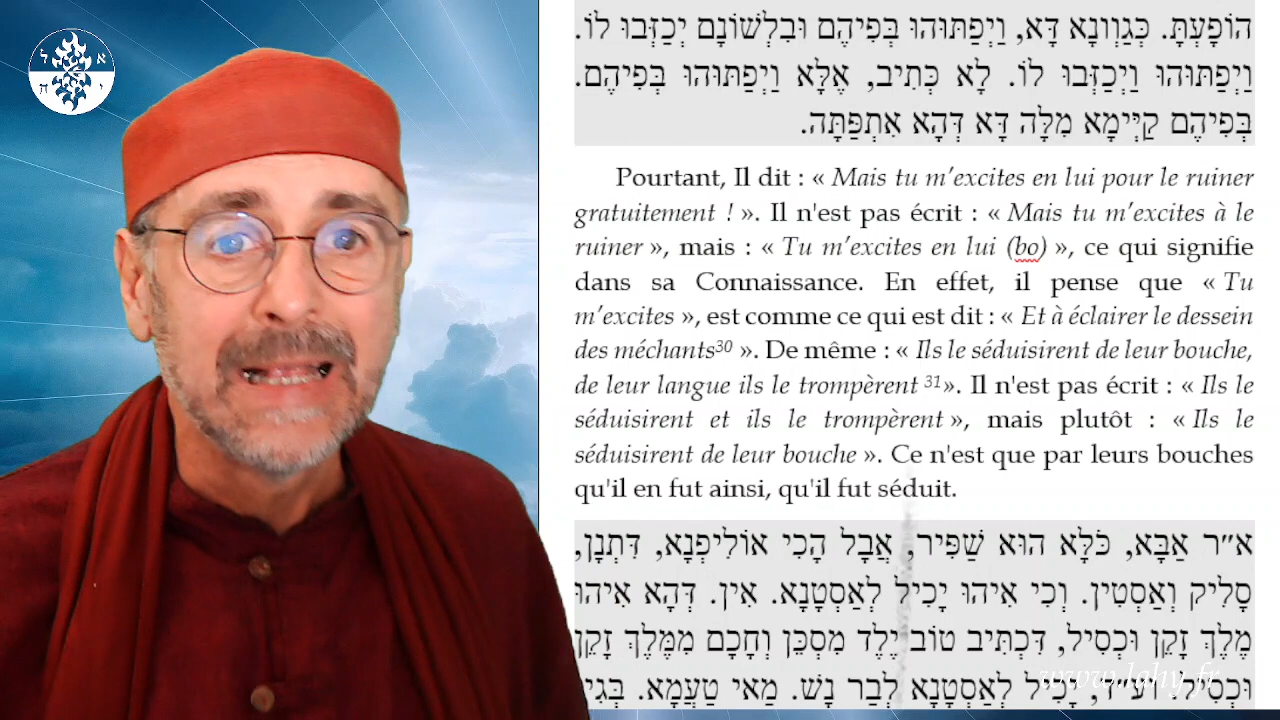 א
ל
ה
י
הוֹפָעְתָּ. כְּגַוְונָא דָּא, וַיְפַתּוּהוּ בְּפִיהֶם וּבִלְשׁוֹנָם יְכַזְּבוּ לוֹ.
וַיְפַתּוּהוּ וַיְכַזְּבוּ לוֹ. לָא כְּתִיב, אֶלָּא וַיְפַתּוּהוּ בְּפִיהֶם.
בְּפִיהֶם קַיְּימָא מִלָּה דָּא דְּהָא אִתְפַּתָּה.
Pourtant, Il dit : « Mais tu m’excites en lui pour le ruiner
gratuitement ! ». Il n'est pas écrit : « Mais tu m’excites à le
ruiner », mais : « Tu m’excites en lui (bo) », ce qui signifie
dans sa Connaissance. En effet, il pense que « Tu
m’excites », est comme ce qui est dit : « Et à éclairer le dessein
des méchants³⁰ ». De même : « Ils le séduisirent de leur bouche,
de leur langue ils le trompèrent ³¹». Il n'est pas écrit : « Ils le
séduisirent et ils le trompèrent », mais plutôt : « Ils le
séduisirent de leur bouche ». Ce n'est que par leurs bouches
qu'il en fut ainsi, qu'il fut séduit.
א״ר אַבָּא, כֹּלָּא הוּא שַׁפִּיר, אֲבָל הָכִי אוֹלִיפְנָא, דִּתְנָן,
סָלִיק וְאַסְטִין. וְכִי אִיהוּ יָכִיל לְאַסְטָנָא. אִין. דְּהָא אִיהוּ
מֶלֶךְ זָקֵן וּכְסִיל, דִּכְתִּיב טוֹב יֶלֶד מִסְכֵּן וְחָכָם מִמֶּלֶךְ זָקֵן
וּכְסִיל וע״ד, יָכִיל לְאַסְטָנָא לְבַר נָשׁ. מַאי טַעֲמָא. בְּגִי
www.lahy.fr